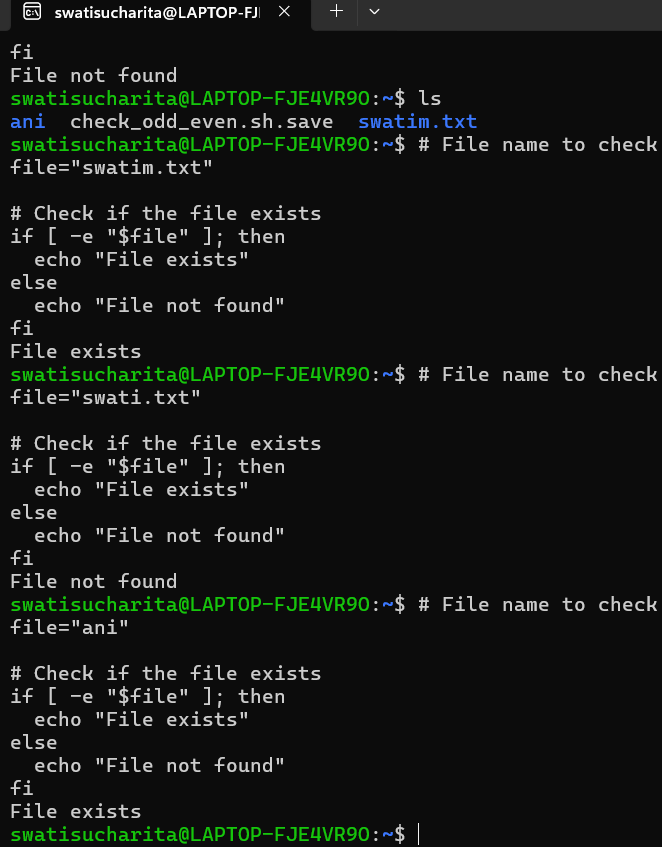 swatisucharita@LAPTOP-FJ
fi
File not found
swatisucharita@LAPTOP-FJE4VR9O:~$ ls
ani  check_odd_even.sh.save  swatim.txt
swatisucharita@LAPTOP-FJE4VR9O:~$ # File name to check
file="swatim.txt"
# Check if the file exists
if [ -e "$file" ]; then
  echo "File exists"
else
  echo "File not found"
fi
File exists
swatisucharita@LAPTOP-FJE4VR9O:~$ # File name to check
file="swati.txt"
# Check if the file exists
if [ -e "$file" ]; then
  echo "File exists"
else
  echo "File not found"
fi
File not found
swatisucharita@LAPTOP-FJE4VR9O:~$ # File name to check
file="ani"
# Check if the file exists
if [ -e "$file" ]; then
  echo "File exists"
else
  echo "File not found"
fi
File exists
swatisucharita@LAPTOP-FJE4VR9O:~$